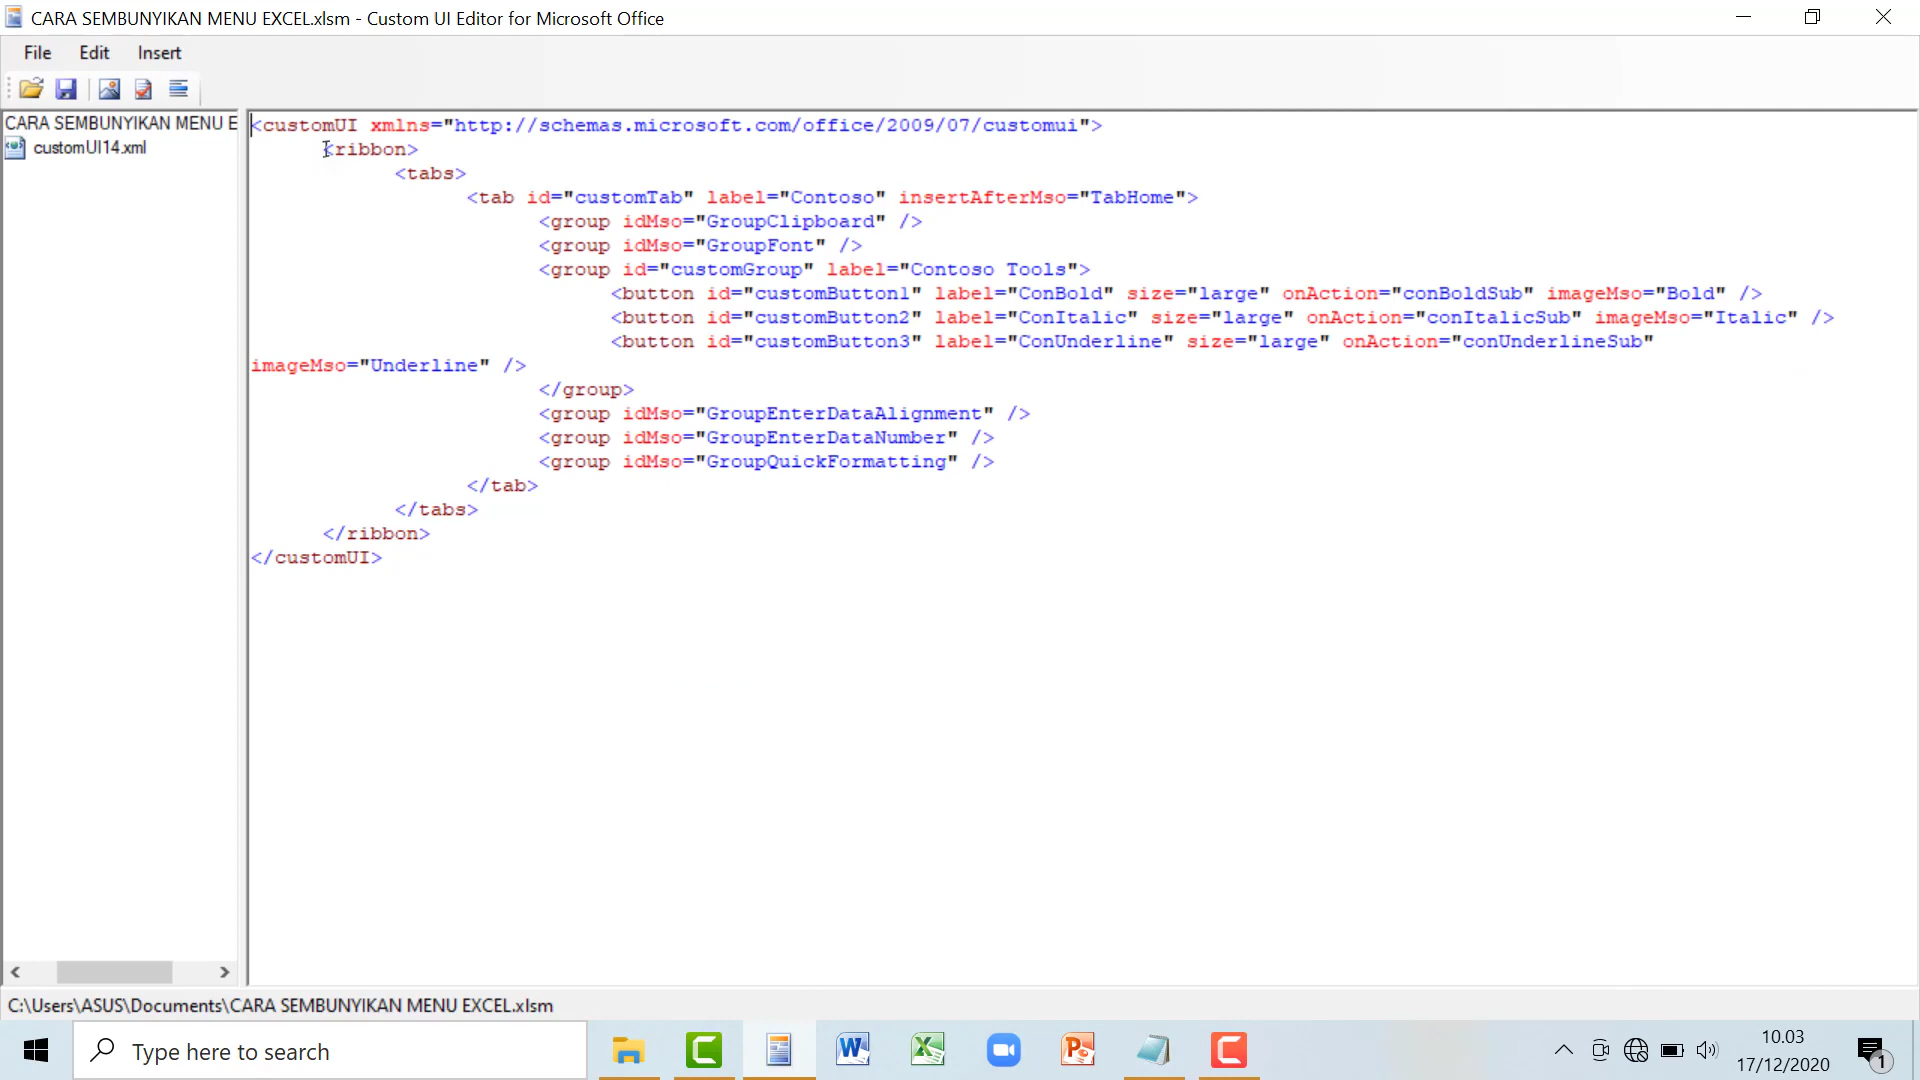 CARA SEMBUNYIKAN MENU EXCEL.xlsm - Custom UI Editor for Microsoft Office
File Edit Insert
CARA SEMBUNYIKAN MENU E
customUI14.xml
<customUI xmlns="http://schemas.microsoft.com/office/2009/07/customui">
<ribbon>
<tabs>
<tab id="customTab" label="Contoso" insertAfterMso="TabHome">
<group idMso="GroupClipboard" />
<group idMso="GroupFont" />
<group id="customGroup" label="Contoso Tools">
<button id="customButton1" label="ConBold" size="large" onAction="conBoldSub" imageMso="Bold" />
<button id="customButton2" label="ConItalic" size="large" onAction="conItalicSub" imageMso="Italic" />
<button id="customButton3" label="ConUnderline" size="large" onAction="conUnderlineSub"
imageMso="Underline" />
</group>
<group idMso="GroupEnterDataAlignment" />
<group idMso="GroupEnterDataNumber" />
<group idMso="GroupQuickFormatting" />
</tab>
</tabs>
</ribbon>
</customUI>
C:\Users\ASUS\Documents\CARA SEMBUNYIKAN MENU EXCEL.xlsm
Type here to search
10.03
17/12/2020
1